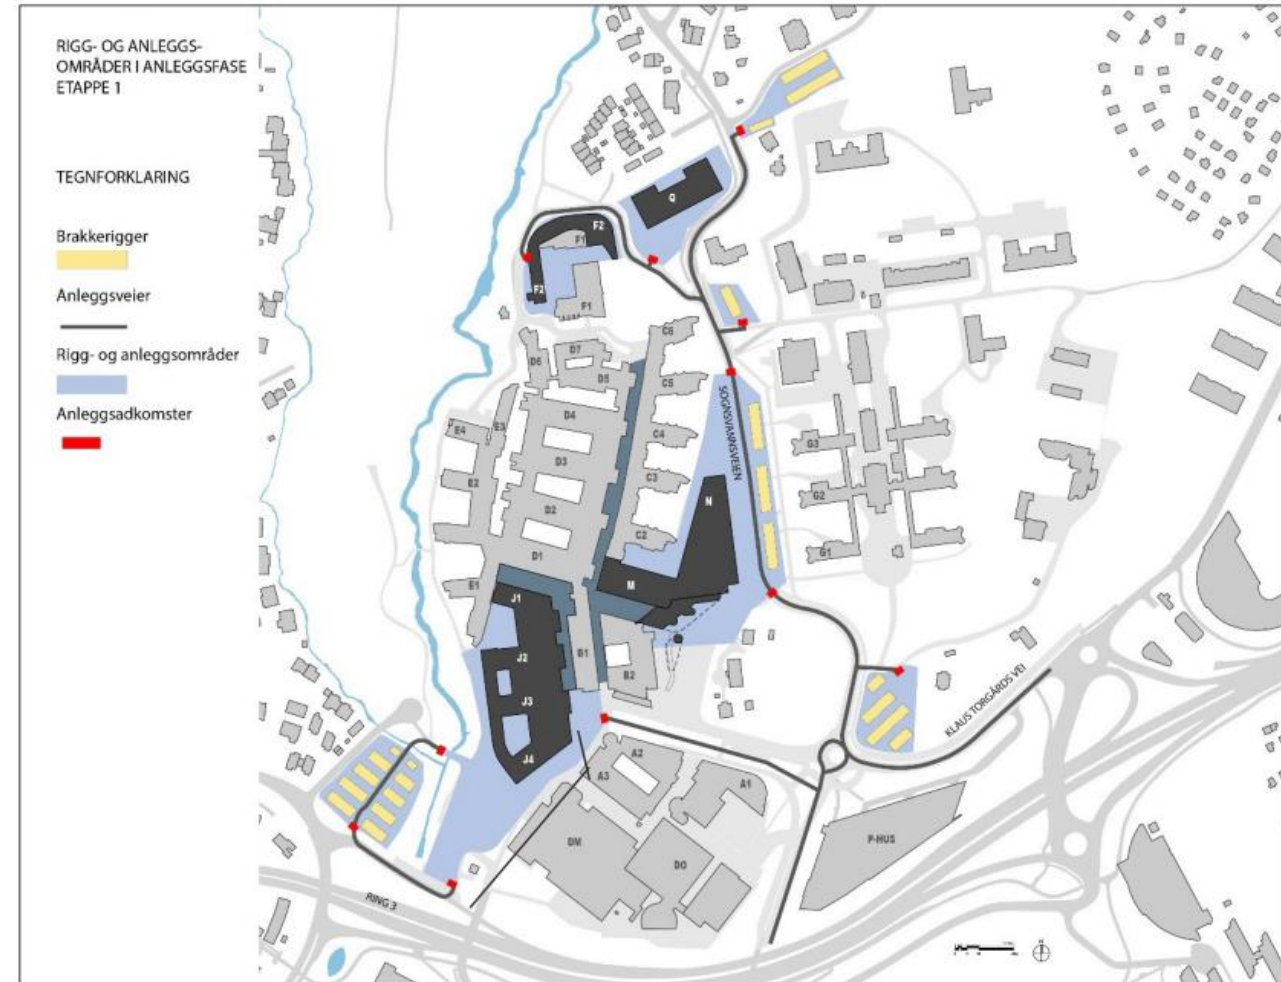 RIGG- OG ANLEGGS-
OMRÅDER I ANLEGGSFASE
ETAPPE 1
TEGNFORKLARING
Brakkerigger
Anleggsveier
Rigg- og anleggsområder
Anleggsadkomster
Q
F2
F1
F2
F1
C6
D6
D7
D5
C5
SOGNSVANNSVEIEN
D4
E4
E3
C4
G3
D3
C3
E2
G2
N
D2
C2
D1
G1
E1
M
J1
J2
B1
B2
J3
KLAUS TORGÅRDS VEI
J4
A2
A3
A1
DM
DO
P-HUS
RING 3